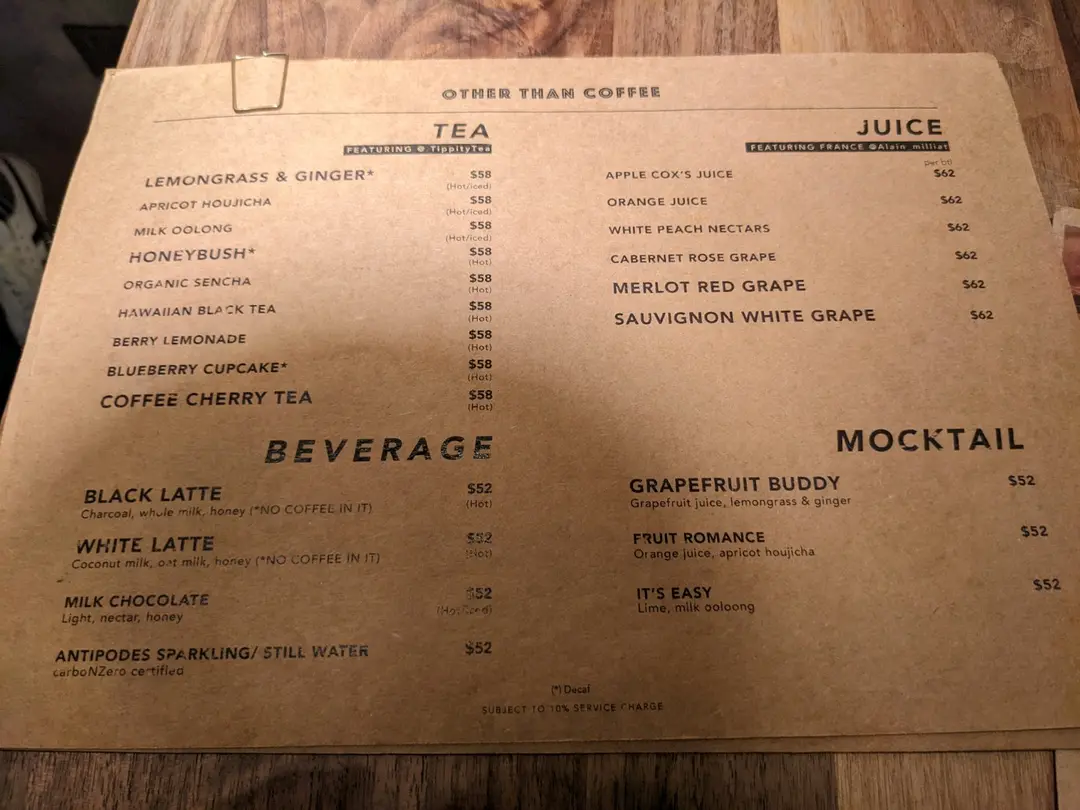 OTHER THAN COFFEE
TEA
FEATURING @ TippityTea
LEMONGRASS & GINGER* $58
(Hot/iced)
APRICOT HOUJICHA $58
(Hot/iced)
MILK OOLONG $58
(Hot/iced)
HONEYBUSH* $58
(Hot)
ORGANIC SENCHA $58
(Hot)
HAWAIIAN BLACK TEA $58
(Hot)
BERRY LEMONADE $58
(Hot)
BLUEBERRY CUPCAKE* $58
(Hot)
COFFEE CHERRY TEA $58
(Hot)
BEVERAGE
BLACK LATTE $52
Charcoal, whole milk, honey (*NO COFFEE IN IT) (Hot)
WHITE LATTE $52
Coconut milk, oat milk, honey (*NO COFFEE IN IT) (Hot)
MILK CHOCOLATE $52
Light, nectar, honey (Hot/iced)
ANTIPODES SPARKLING/ STILL WATER $52
carboNZero certified
JUICE
FEATURING FRANCE @Alain_milliat
per btl
APPLE COX'S JUICE $62
ORANGE JUICE $62
WHITE PEACH NECTARS $62
CABERNET ROSE GRAPE $62
MERLOT RED GRAPE $62
SAUVIGNON WHITE GRAPE $62
MOCKTAIL
GRAPEFRUIT BUDDY $52
Grapefruit juice, lemongrass & ginger
FRUIT ROMANCE $52
Orange juice, apricot houjicha
IT'S EASY $52
Lime, milk ooloong
(*) Decaf
SUBJECT TO 10% SERVICE CHARGE